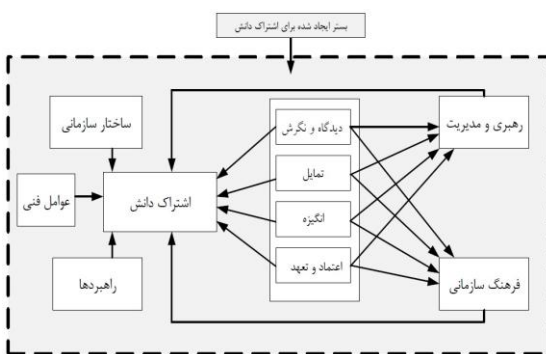 بستر ایجاد شده برای اشتراک دانش
رهبری و مدیریت
دیدگاه و نگرش
ساختار سازمانی
تمایل
اشتراک دانش
عوامل فنی
انگیزه
اعتماد و تعهد
فرهنگ سازمانی
راهبردها